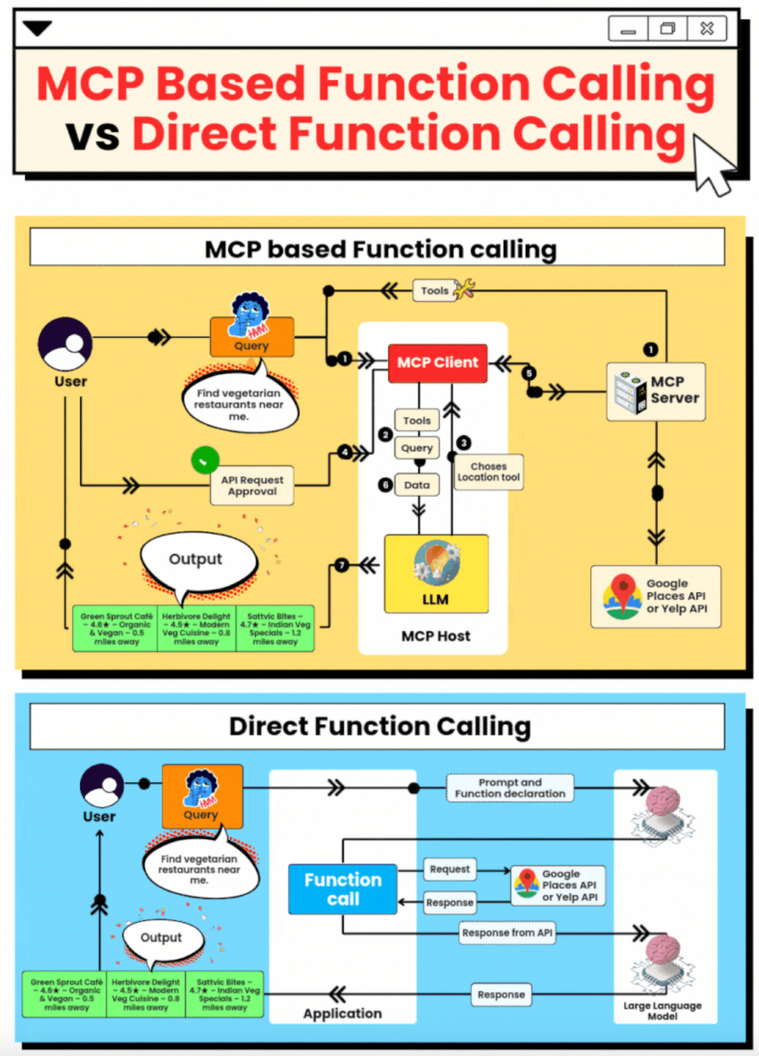 MCP Based Function Calling
vs Direct Function Calling
MCP based Function calling
Tools
HMM
Query
User
Find vegetarian
restaurants near
me.
1
MCP Client
5
1
MCP
Server
Tools
2
Query
3
4
API Request
Approval
Choses
Location tool
6
Data
Output
7
LLM
MCP Host
Google
Places API
or Yelp API
Green Sprout Café
– 4.6★ – Organic
& Vegan – 0.5
miles away
Herbivore Delight
– 4.5★ – Modern
Veg Cuisine – 0.8
miles away
Sattvic Bites –
4.7★ – Indian Veg
Specials – 1.2
miles away
Direct Function Calling
User
HMM
Query
Prompt and
Function declaration
Find vegetarian
restaurants near
me.
Function
call
Request
Response
Google
Places API
or Yelp API
Response from API
Output
Green Sprout Café
– 4.6★ – Organic
& Vegan – 0.5
miles away
Herbivore Delight
– 4.5★ – Modern
Veg Cuisine – 0.8
miles away
Sattvic Bites –
4.7★ – Indian Veg
Specials – 1.2
miles away
Response
Application
Large Language
Model